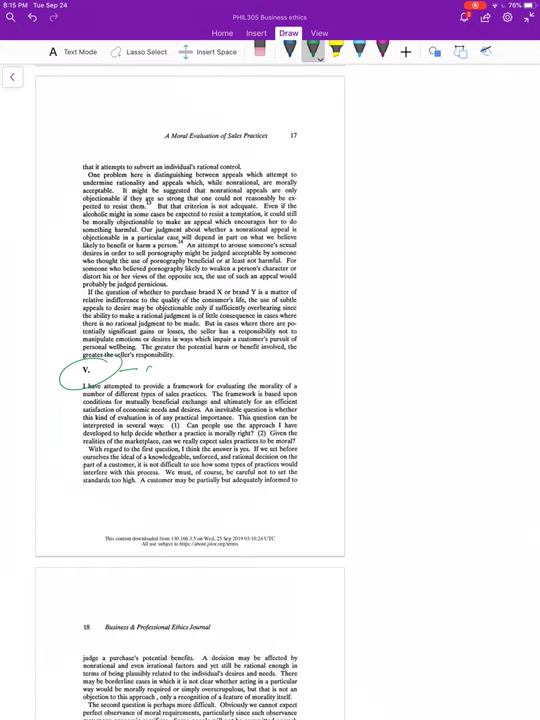 8:15 PM Tue Sep 24
76%
PHIL305 Business ethics
3
Home Insert Draw View
Text Mode Lasso Select Insert Space
A Moral Evaluation of Sales Practices 17
that it attempts to subvert an individual's rational control.
One problem here is distinguishing between appeals which attempt to
undermine rationality and appeals which, while nonrational, are morally
acceptable. It might be suggested that nonrational appeals are only
objectionable if they are so strong that one could not reasonably be ex-
pected to resist them.13 But that criterion is not adequate. Even if the
alcoholic might in some cases be expected to resist a temptation, it could still
be morally objectionable to make an appeal which encourages her to do
something harmful. Our judgment about whether a nonrational appeal is
objectionable in a particular case will depend in part on what we believe
likely to benefit or harm a person.14 An attempt to arouse someone's sexual
desires in order to sell pornography might be judged acceptable by someone
who thought the use of pornography beneficial or at least not harmful. For
someone who believed pornography likely to weaken a person's character or
distort his or her views of the opposite sex, the use of such an appeal would
probably be judged pernicious.
If the question of whether to purchase brand X or brand Y is a matter of
relative indifference to the quality of the consumer's life, the use of subtle
appeals to desire may be objectionable only if sufficiently overbearing since
the ability to make a rational judgment is of little consequence in cases where
there is no rational judgment to be made. But in cases where there are po-
tentially significant gains or losses, the seller has a responsibility not to
manipulate emotions or desires in ways which impair a customer's pursuit of
personal wellbeing. The greater the potential harm or benefit involved, the
greater the seller's responsibility.
V.
I have attempted to provide a framework for evaluating the morality of a
number of different types of sales practices. The framework is based upon
conditions for mutually beneficial exchange and ultimately for an efficient
satisfaction of economic needs and desires. An inevitable question is whether
this kind of evaluation is of any practical importance. This question can be
interpreted in several ways: (1) Can people use the approach I have
developed to help decide whether a practice is morally right? (2) Given the
realities of the marketplace, can we really expect sales practices to be moral?
With regard to the first question, I think the answer is yes. If we set before
ourselves the ideal of a knowledgeable, unforced, and rational decision on the
part of a customer, it is not difficult to see how some types of practices would
interfere with this process. We must, of course, be careful not to set the
standards too high. A customer may be partially but adequately informed to
This content downloaded from 130.166.3.5 on Wed, 25 Sep 2019 03:10:24 UTC
All use subject to https://about.jstor.org/terms
18 Business & Professional Ethics Journal
judge a purchase's potential benefits. A decision may be affected by
nonrational and even irrational factors and yet still be rational enough in
terms of being plausibly related to the individual's desires and needs. There
may be borderline cases in which it is not clear whether acting in a particular
way would be morally required or simply overscrupulous, but that is not an
objection to this approach , only a recognition of a feature of morality itself.
The second question is perhaps more difficult. Obviously we cannot expect
perfect observance of moral requirements, particularly since such observance